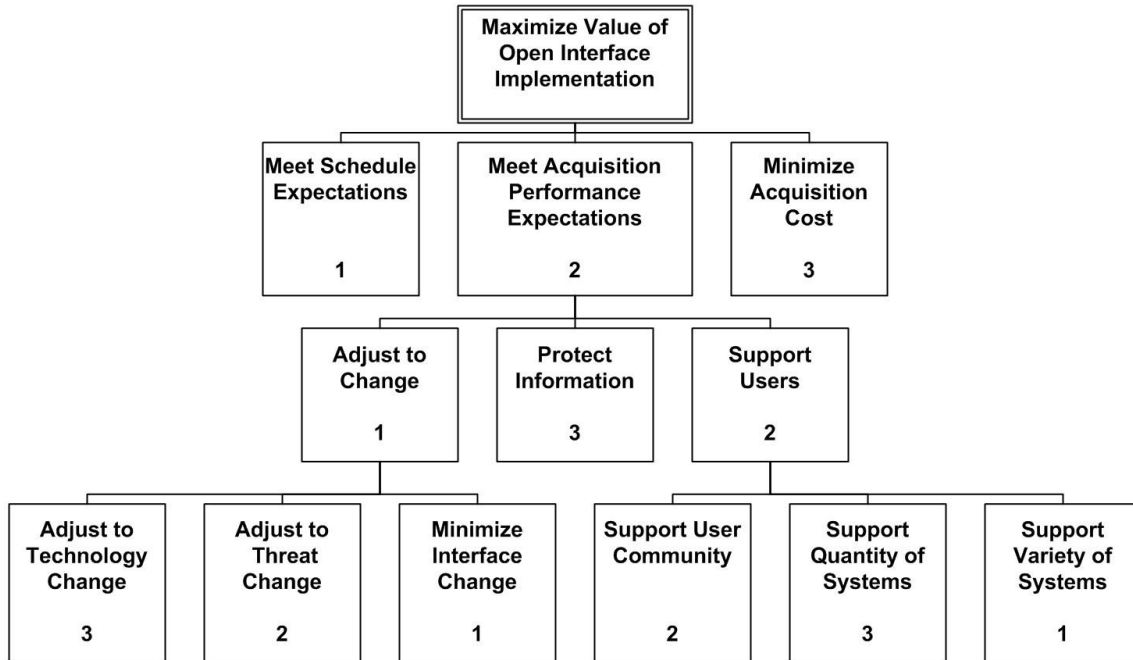 Maximize Value of
Open Interface
Implementation
Meet Schedule
Expectations
1
Meet Acquisition
Performance
Expectations
2
Minimize
Acquisition
Cost
3
Adjust to
Change
1
Protect
Information
3
Support
Users
2
Adjust to
Technology
Change
3
Adjust to
Threat
Change
2
Minimize
Interface
Change
1
Support User
Community
2
Support
Quantity of
Systems
3
Support
Variety of
Systems
1